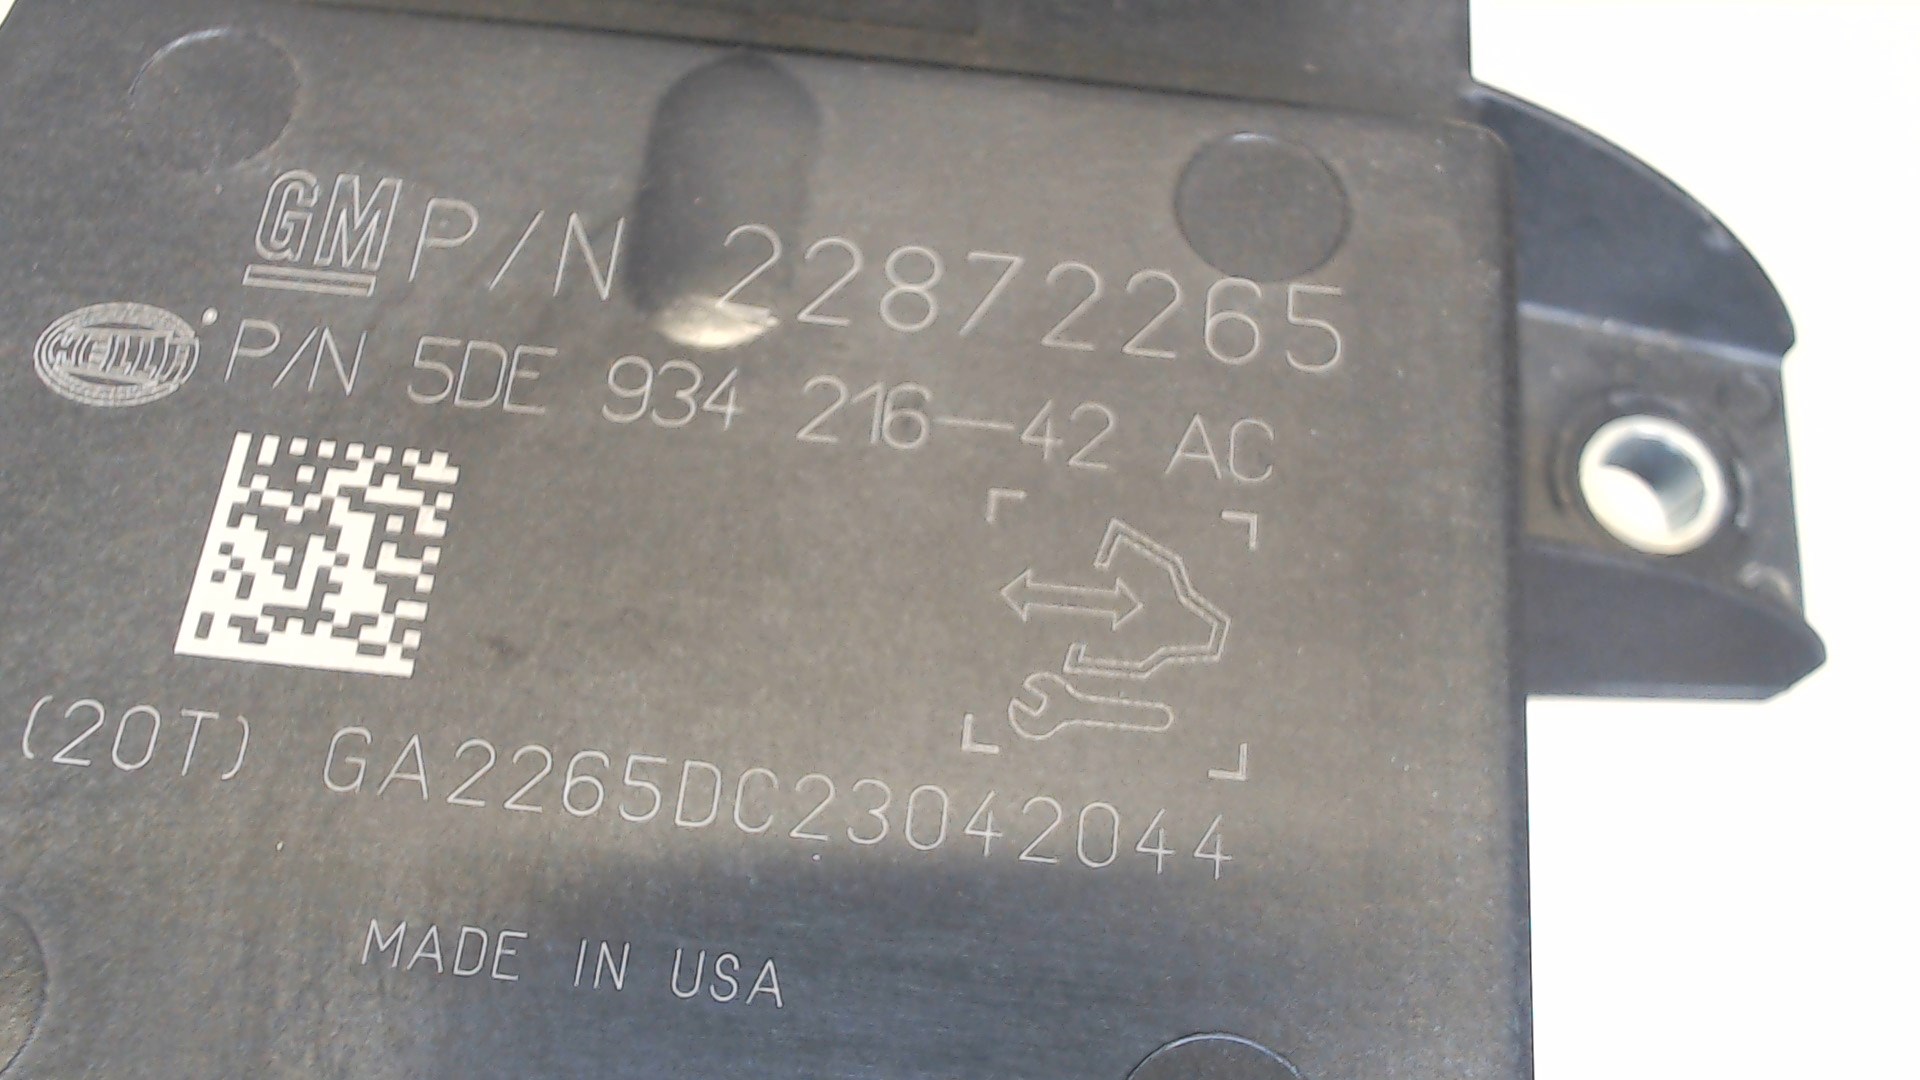 GM P/N 22872265
HELLA P/N 5DE 934 216-42 AC
(20T) GA2265DC23042044
MADE IN USA